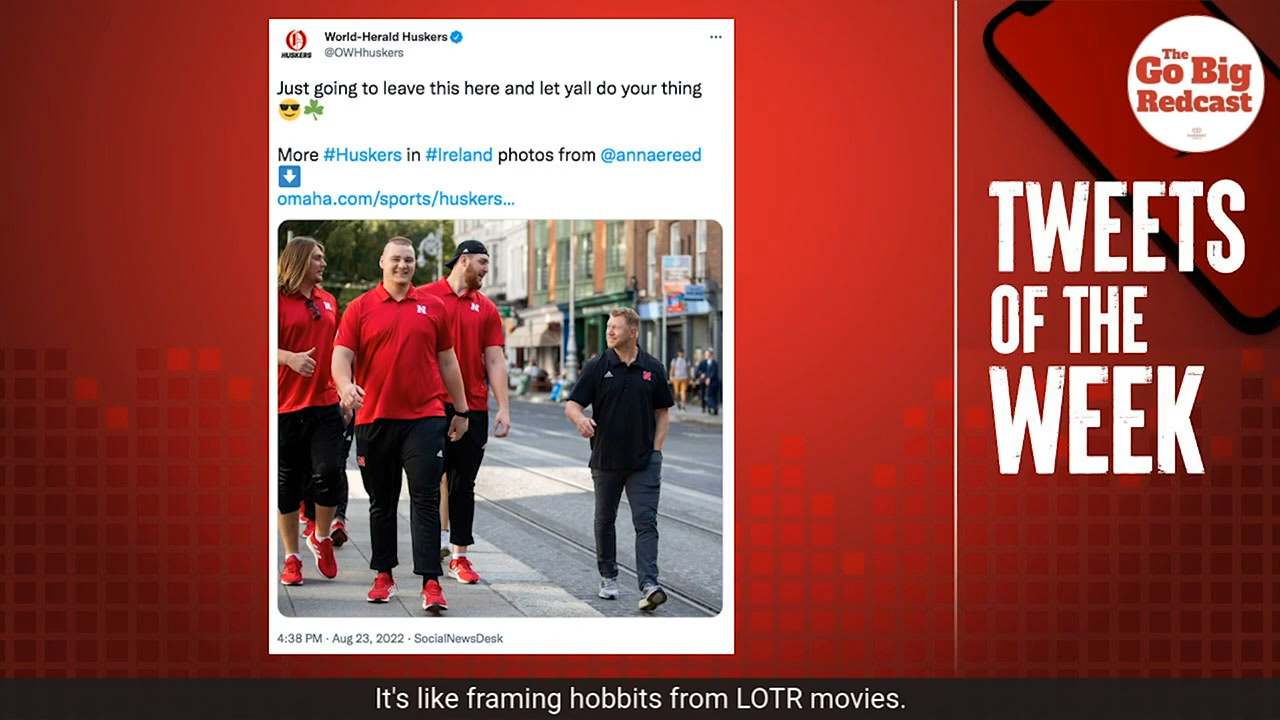 World-Herald Huskers
@OWHhuskers
HUSKERS
Just going to leave this here and let yall do your thing
😎☘️
More #Huskers in #Ireland photos from @annaereed
⬇️
omaha.com/sports/huskers...
N
N
N
4:38 PM · Aug 23, 2022 · SocialNewsDesk
The
Go Big
Redcast
TWEETS
OF THE
WEEK
It's like framing hobbits from LOTR movies.